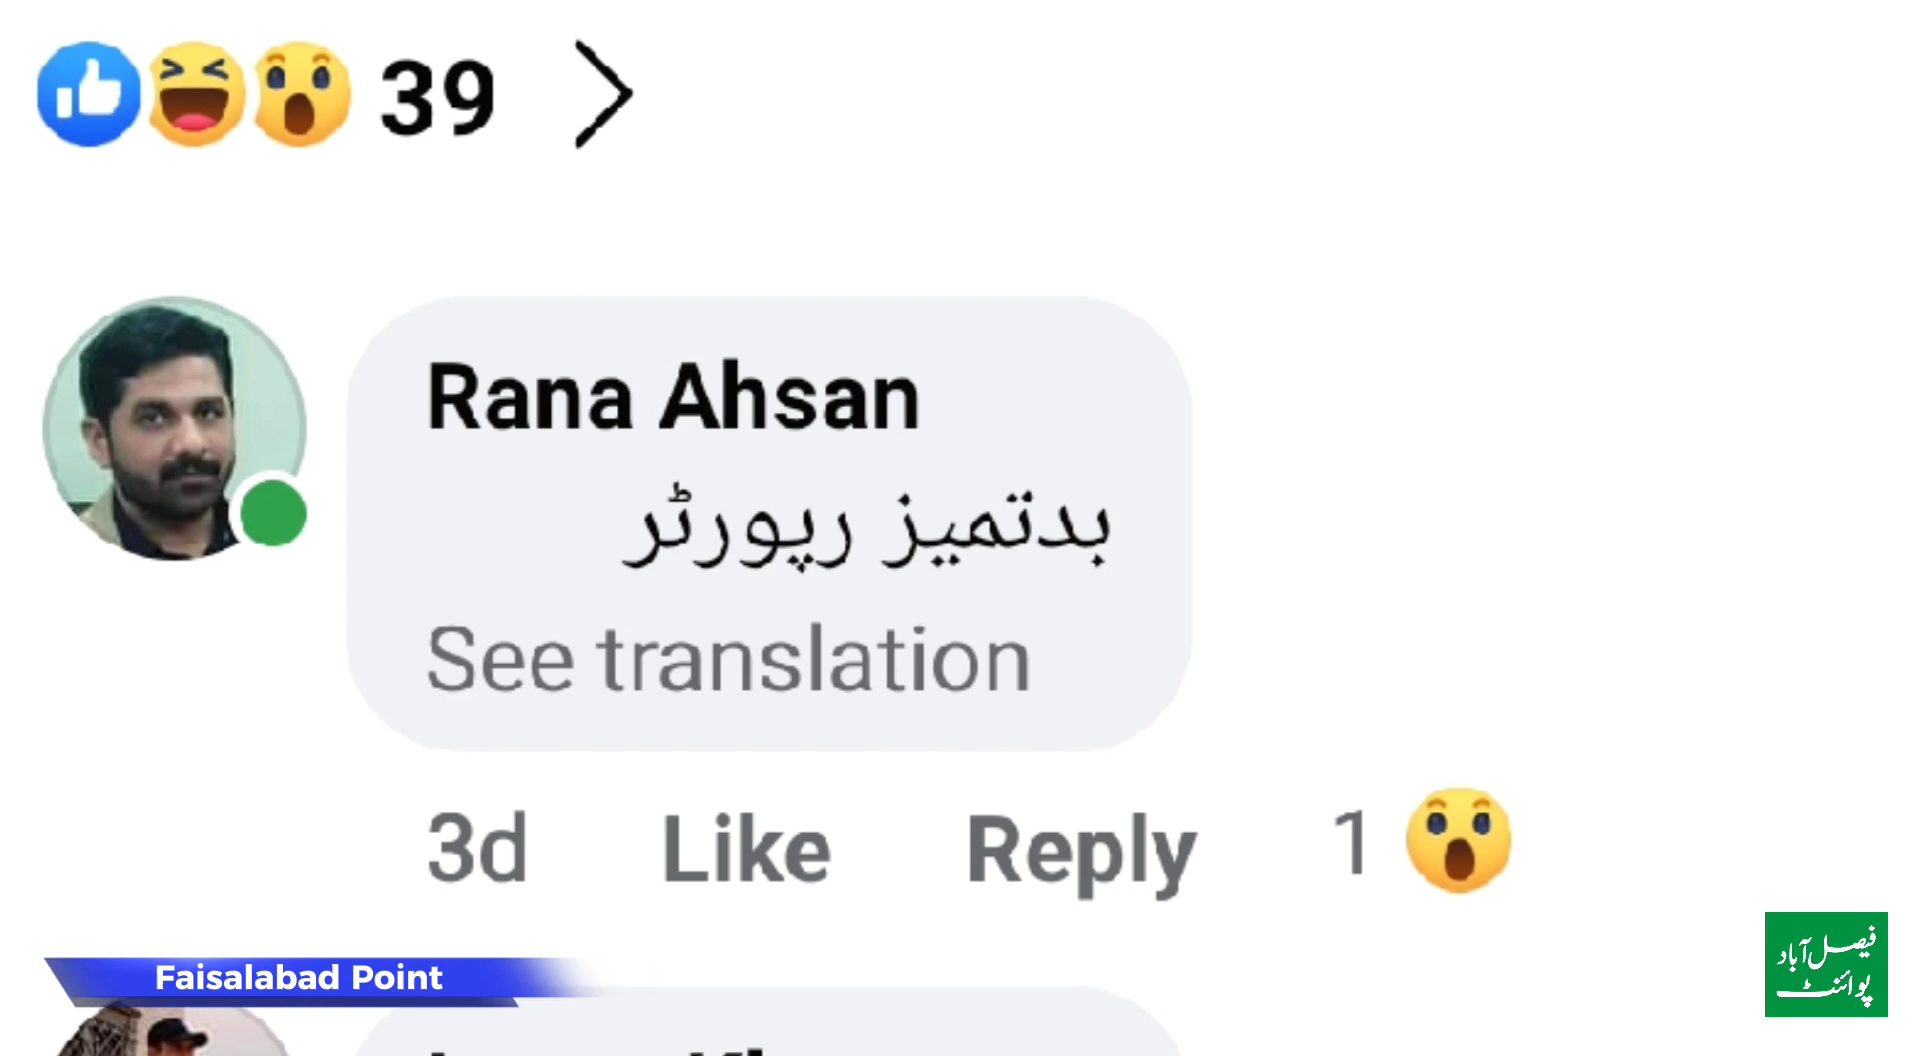 39
Rana Ahsan
بدتمیز رپورٹر
See translation
3d Like Reply 1
Faisalabad Point
فیصل آباد
پوائنٹ